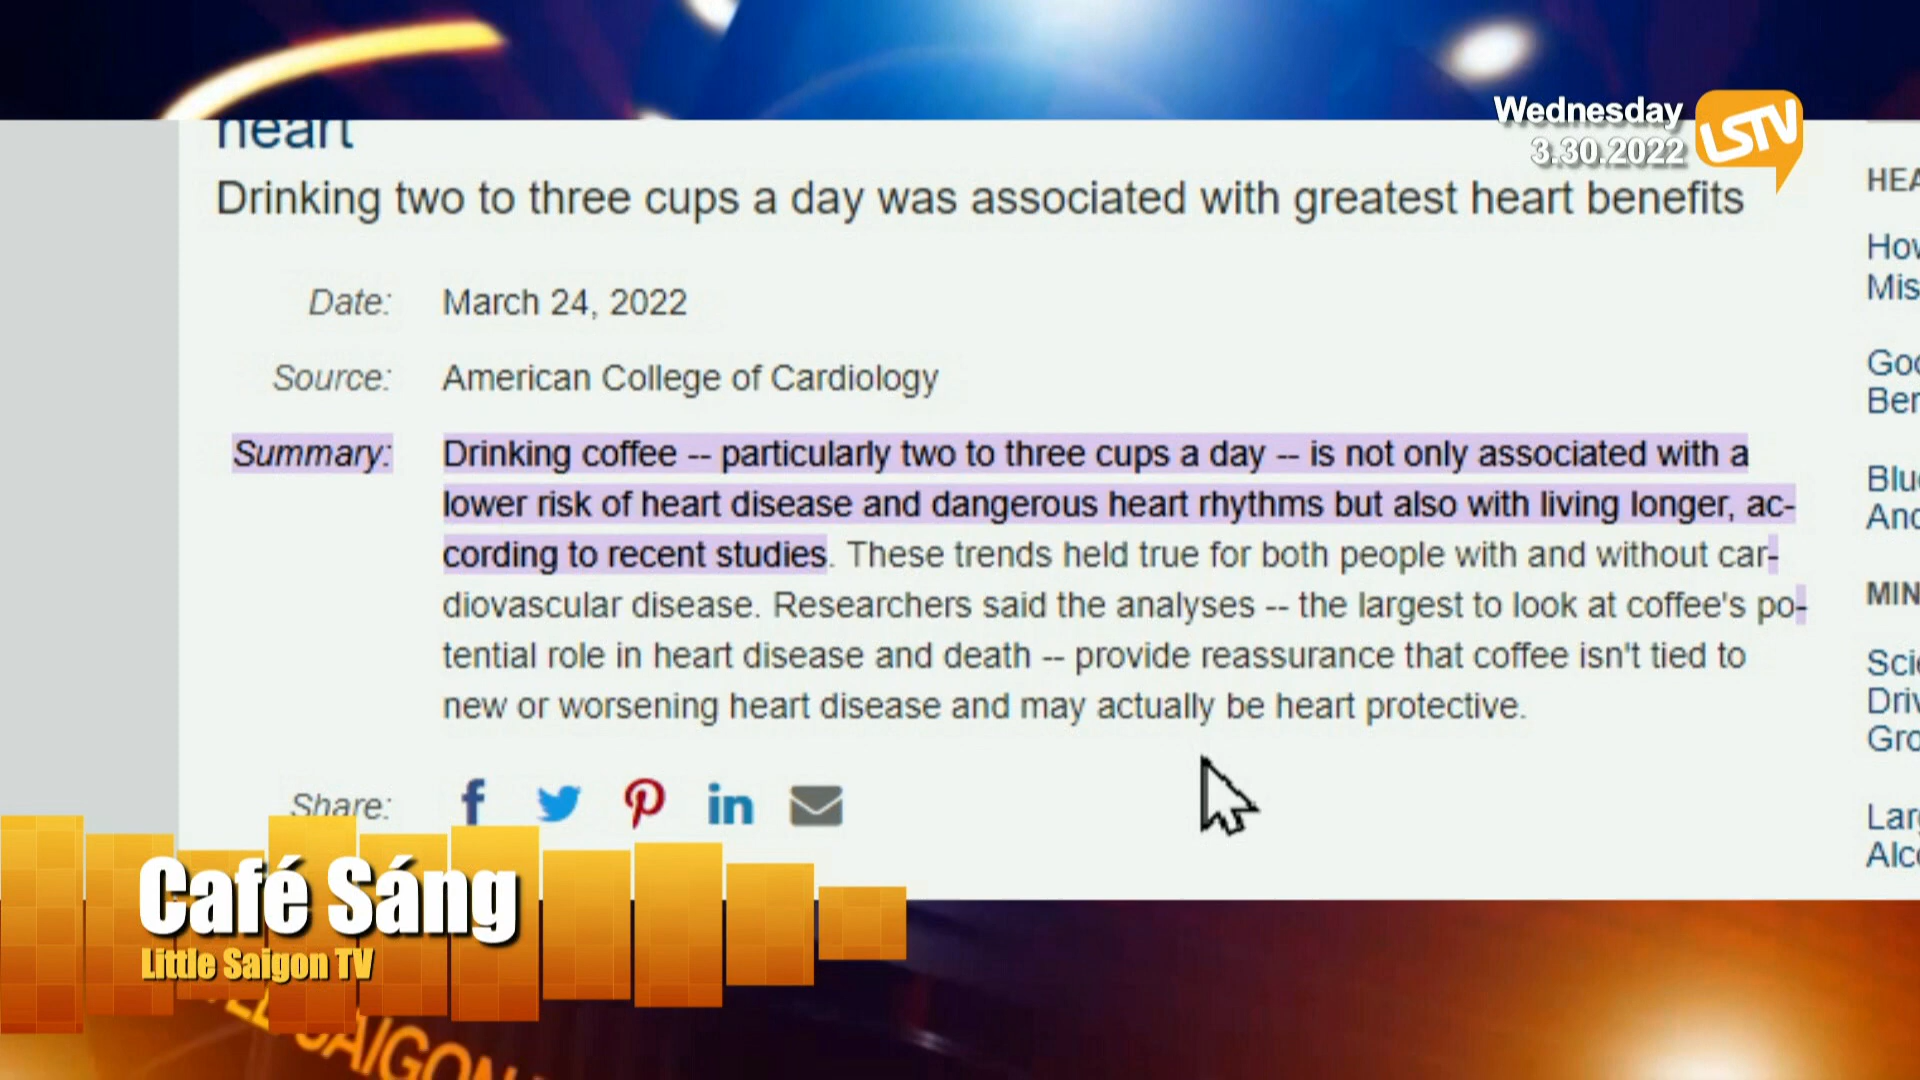 Wednesday
3.30.2022
LSTV
heart
Drinking two to three cups a day was associated with greatest heart benefits
Date: March 24, 2022
Source: American College of Cardiology
Summary: Drinking coffee -- particularly two to three cups a day -- is not only associated with a
lower risk of heart disease and dangerous heart rhythms but also with living longer, ac-
cording to recent studies. These trends held true for both people with and without car-
diovascular disease. Researchers said the analyses -- the largest to look at coffee's po-
tential role in heart disease and death -- provide reassurance that coffee isn't tied to
new or worsening heart disease and may actually be heart protective.
Share:
Café Sáng
Little Saigon TV
SAIGON